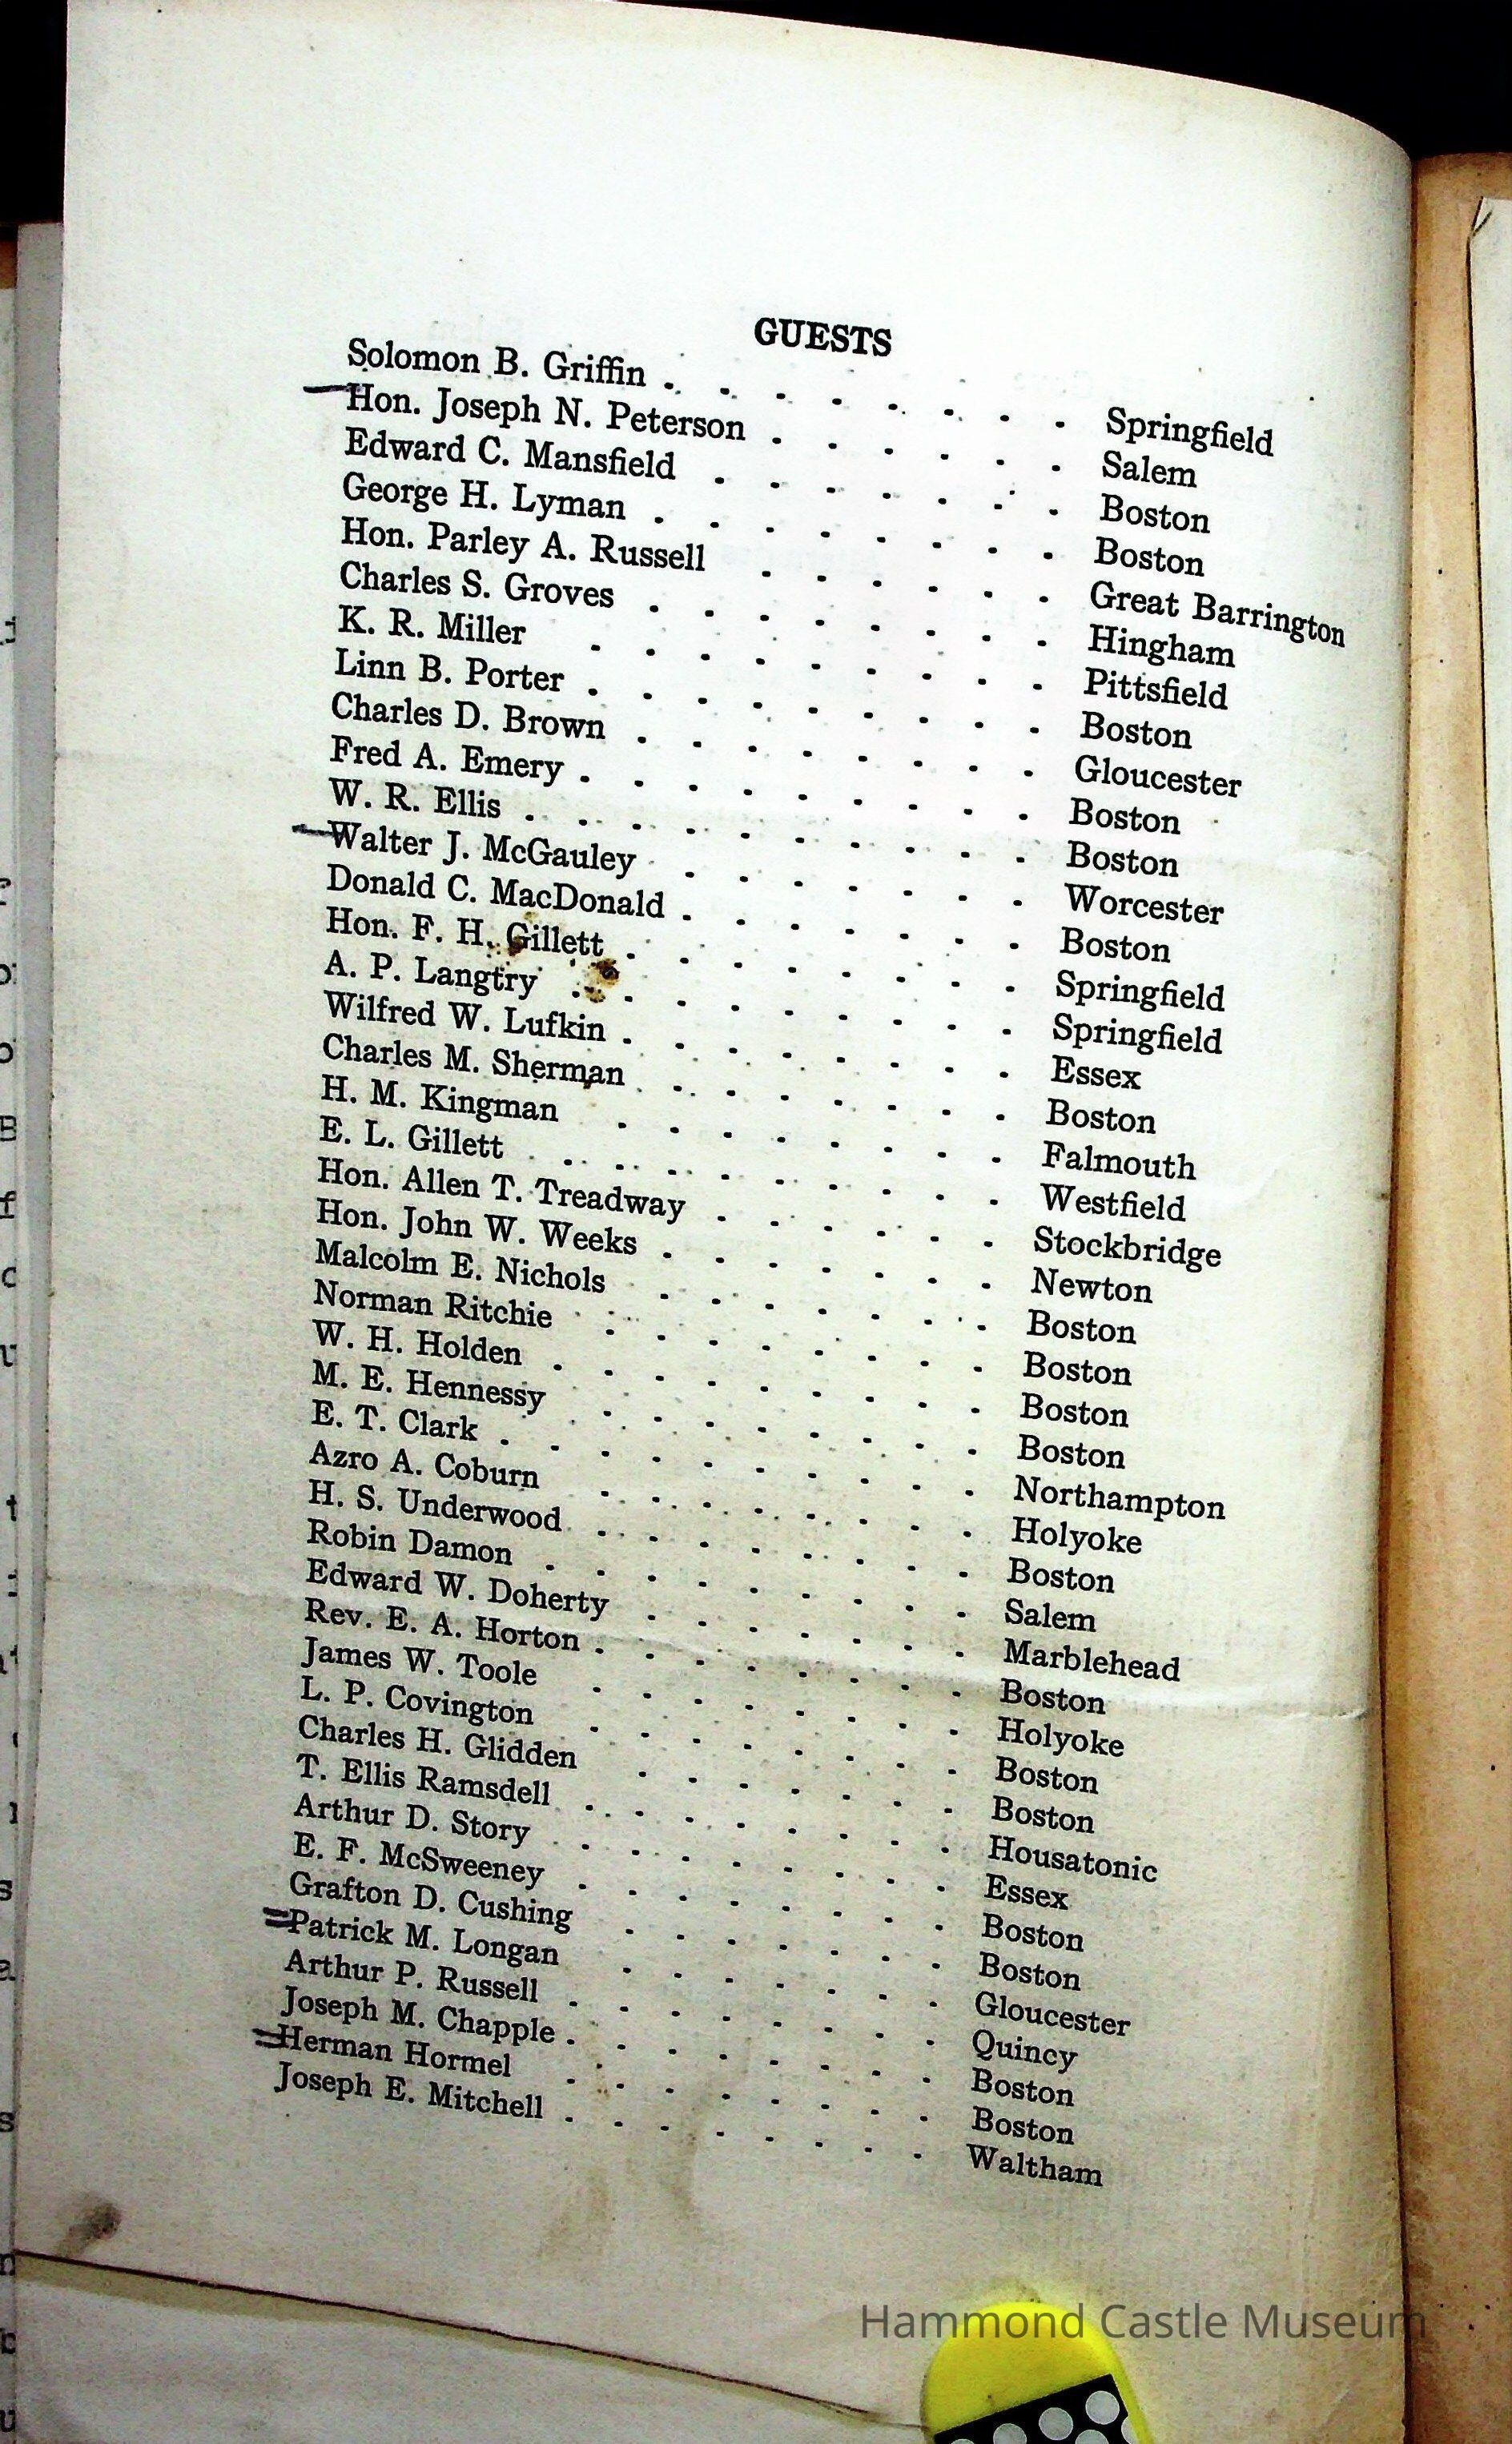 GUESTS
Solomon B. Griffin . . . . . . . . Springfield
Hon. Joseph N. Peterson . . . . . . Salem
Edward C. Mansfield . . . . . . . Boston
George H. Lyman . . . . . . . . Boston
Hon. Parley A. Russell . . . . . . Great Barrington
Charles S. Groves . . . . . . . . Hingham
K. R. Miller . . . . . . . . . Pittsfield
Linn B. Porter . . . . . . . . . Boston
Charles D. Brown . . . . . . . . Gloucester
Fred A. Emery . . . . . . . . . Boston
W. R. Ellis . . . . . . . . . . Boston
Walter J. McGauley . . . . . . . Worcester
Donald C. MacDonald . . . . . . . Boston
Hon. F. H. Gillett . . . . . . . . Springfield
A. P. Langtry . . . . . . . . . Springfield
Wilfred W. Lufkin . . . . . . . . Essex
Charles M. Sherman . . . . . . . Boston
H. M. Kingman . . . . . . . . Falmouth
E. L. Gillett . . . . . . . . . Westfield
Hon. Allen T. Treadway . . . . . . Stockbridge
Hon. John W. Weeks . . . . . . . Newton
Malcolm E. Nichols . . . . . . . Boston
Norman Ritchie . . . . . . . . Boston
W. H. Holden . . . . . . . . . Boston
M. E. Hennessy . . . . . . . . Boston
E. T. Clark . . . . . . . . . . Northampton
Azro A. Coburn . . . . . . . . Holyoke
H. S. Underwood . . . . . . . . Boston
Robin Damon . . . . . . . . . Salem
Edward W. Doherty . . . . . . . Marblehead
Rev. E. A. Horton . . . . . . . . Boston
James W. Toole . . . . . . . . Holyoke
L. P. Covington . . . . . . . . Boston
Charles H. Glidden . . . . . . . Boston
T. Ellis Ramsdell . . . . . . . . Housatonic
Arthur D. Story . . . . . . . . Essex
E. F. McSweeney . . . . . . . . Boston
Grafton D. Cushing . . . . . . . Boston
Patrick M. Longan . . . . . . . Gloucester
Arthur P. Russell . . . . . . . . Quincy
Joseph M. Chapple . . . . . . . . Boston
Herman Hormel . . . . . . . . Boston
Joseph E. Mitchell . . . . . . . . Waltham
Hammond Castle Museum